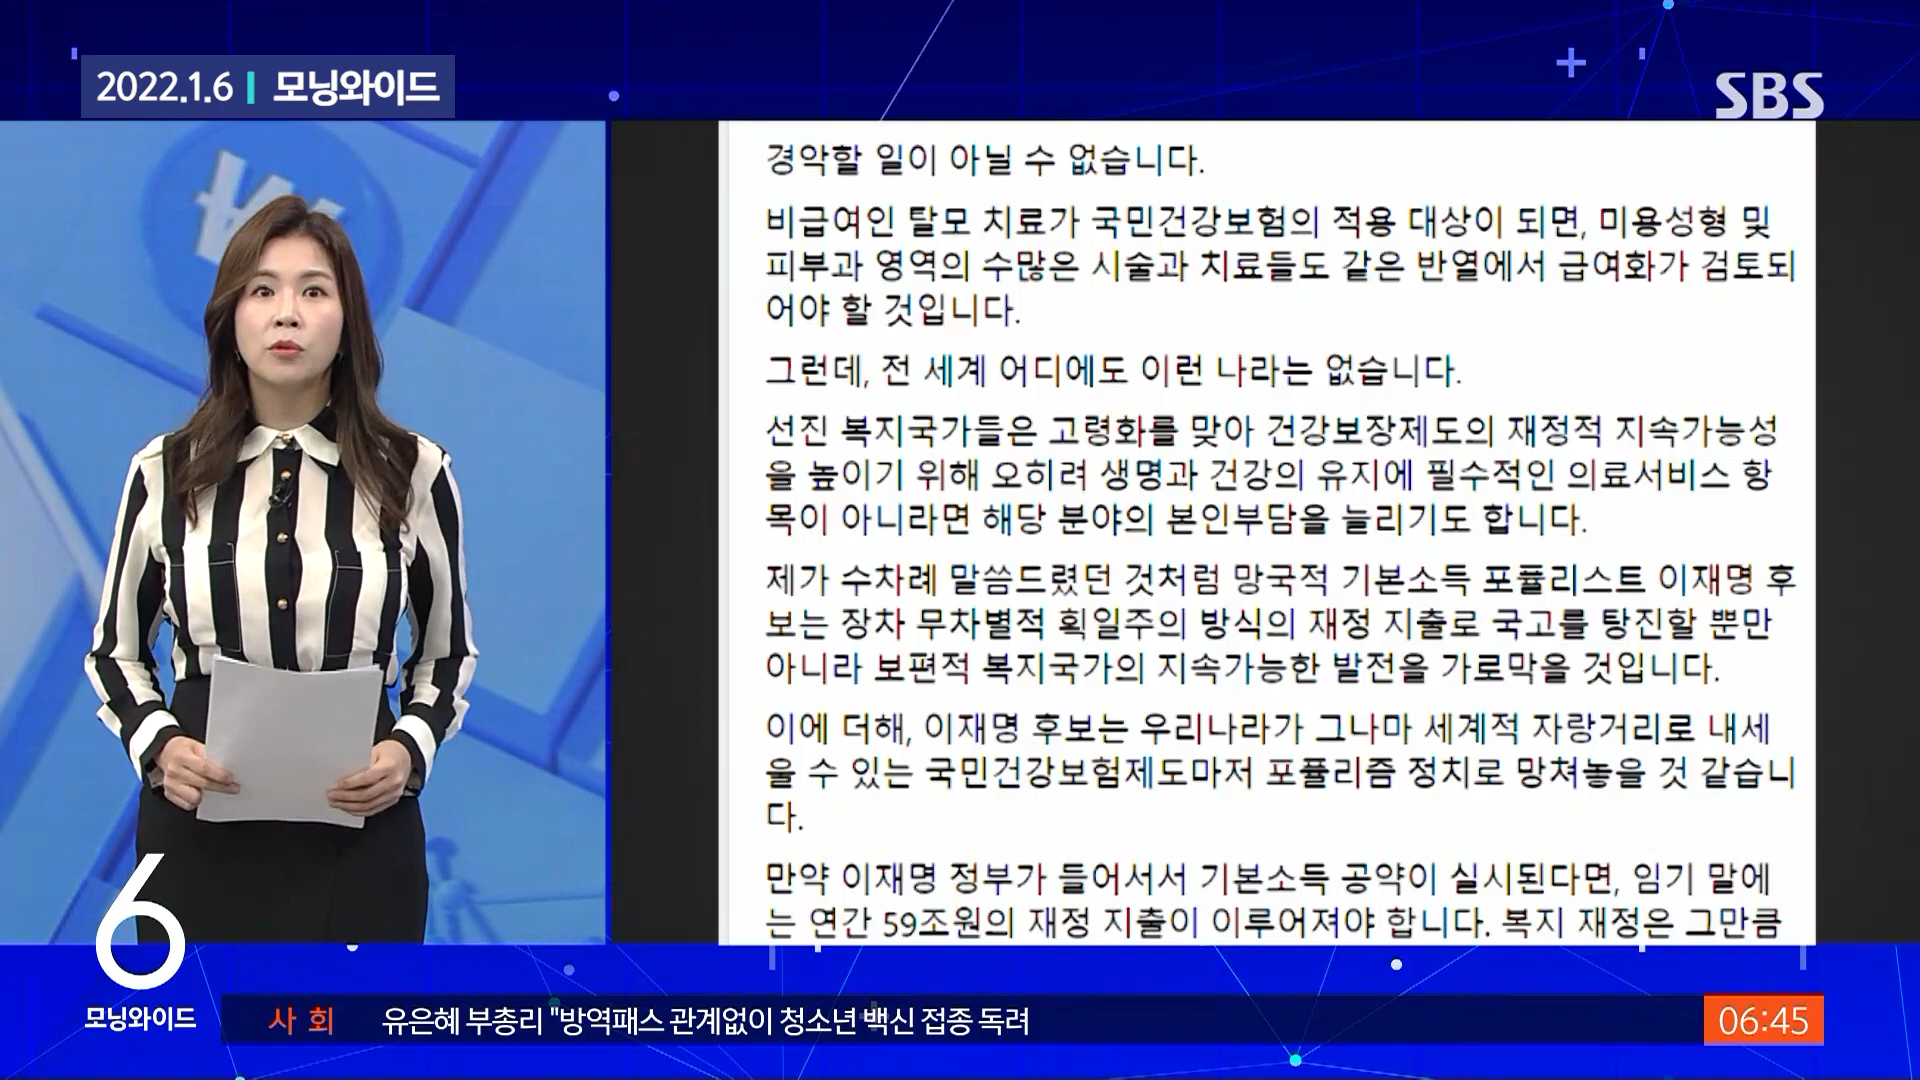 2022.1.6 | 모닝와이드
SBS
경악할 일이 아닐 수 없습니다.
비급여인 탈모 치료가 국민건강보험의 적용 대상이 되면, 미용성형 및
피부과 영역의 수많은 시술과 치료들도 같은 반열에서 급여화가 검토되
어야 할 것입니다.
그런데, 전 세계 어디에도 이런 나라는 없습니다.
선진 복지국가들은 고령화를 맞아 건강보장제도의 재정적 지속가능성
을 높이기 위해 오히려 생명과 건강의 유지에 필수적인 의료서비스 항
목이 아니라면 해당 분야의 본인부담을 늘리기도 합니다.
제가 수차례 말씀드렸던 것처럼 망국적 기본소득 포퓰리스트 이재명 후
보는 장차 무차별적 획일주의 방식의 재정 지출로 국고를 탕진할 뿐만
아니라 보편적 복지국가의 지속가능한 발전을 가로막을 것입니다.
이에 더해, 이재명 후보는 우리나라가 그나마 세계적 자랑거리로 내세
울 수 있는 국민건강보험제도마저 포퓰리즘 정치로 망쳐놓을 것 같습니
다.
만약 이재명 정부가 들어서서 기본소득 공약이 실시된다면, 임기 말에
는 연간 59조원의 재정 지출이 이루어져야 합니다. 복지 재정은 그만큼
₩
6
모닝와이드
사회 유은혜 부총리 "방역패스 관계없이 청소년 백신 접종 독려
06:45